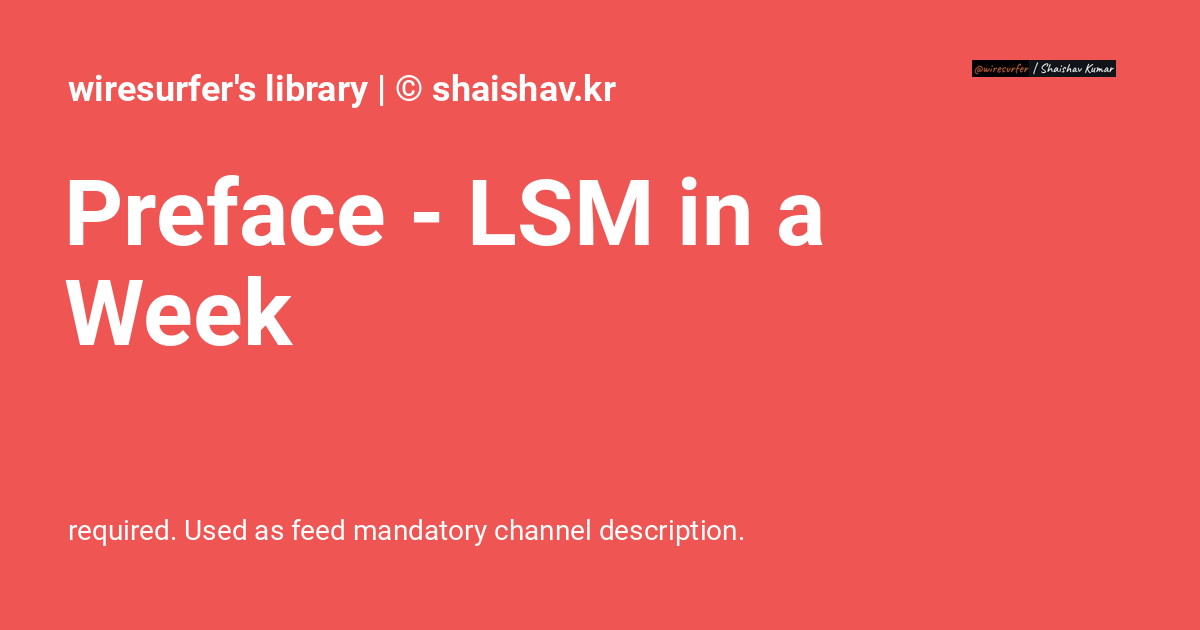 wiresurfer's library | © shaishav.kr
@wiresurfer / Shaishav Kumar
Preface - LSM in a
Week
required. Used as feed mandatory channel description.